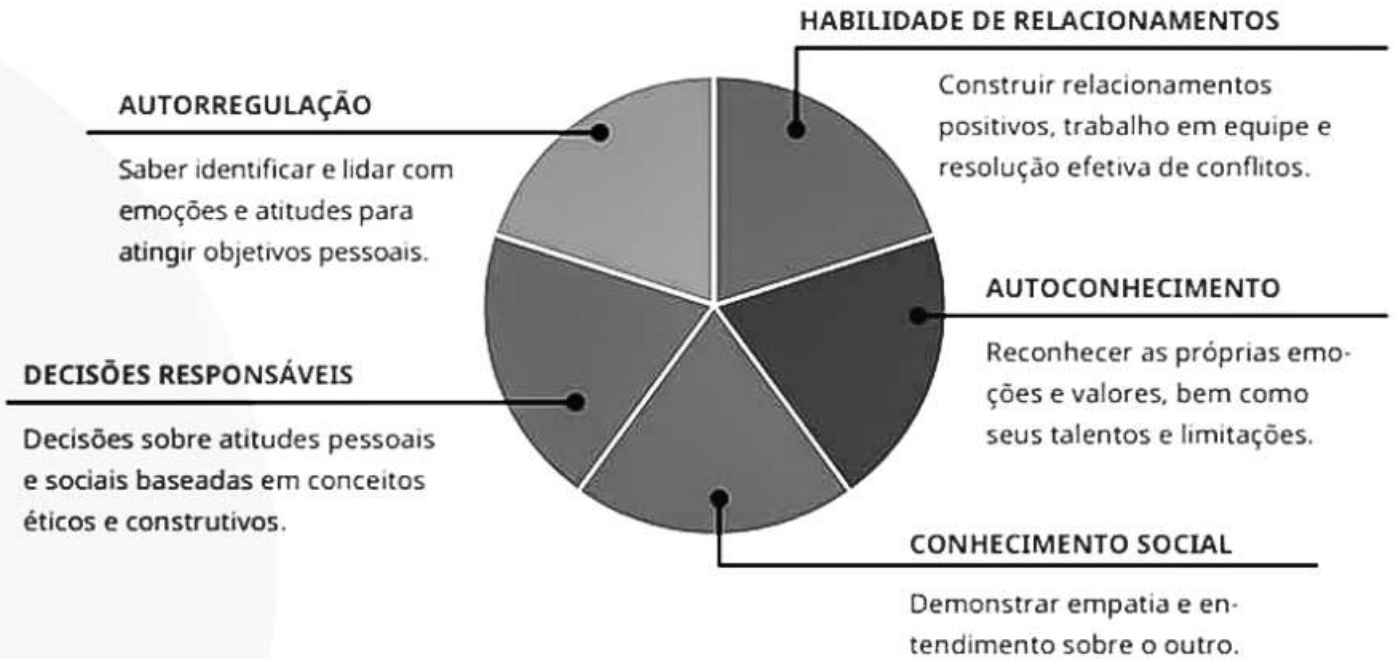 HABILIDADE DE RELACIONAMENTOS
Construir relacionamentos
positivos, trabalho em equipe e
resolução efetiva de conflitos.
AUTORREGULAÇÃO
Saber identificar e lidar com
emoções e atitudes para
atingir objetivos pessoais.
AUTOCONHECIMENTO
Reconhecer as próprias emo-
ções e valores, bem como
seus talentos e limitações.
DECISÕES RESPONSÁVEIS
Decisões sobre atitudes pessoais
e sociais baseadas em conceitos
éticos e construtivos.
CONHECIMENTO SOCIAL
Demonstrar empatia e en-
tendimento sobre o outro.